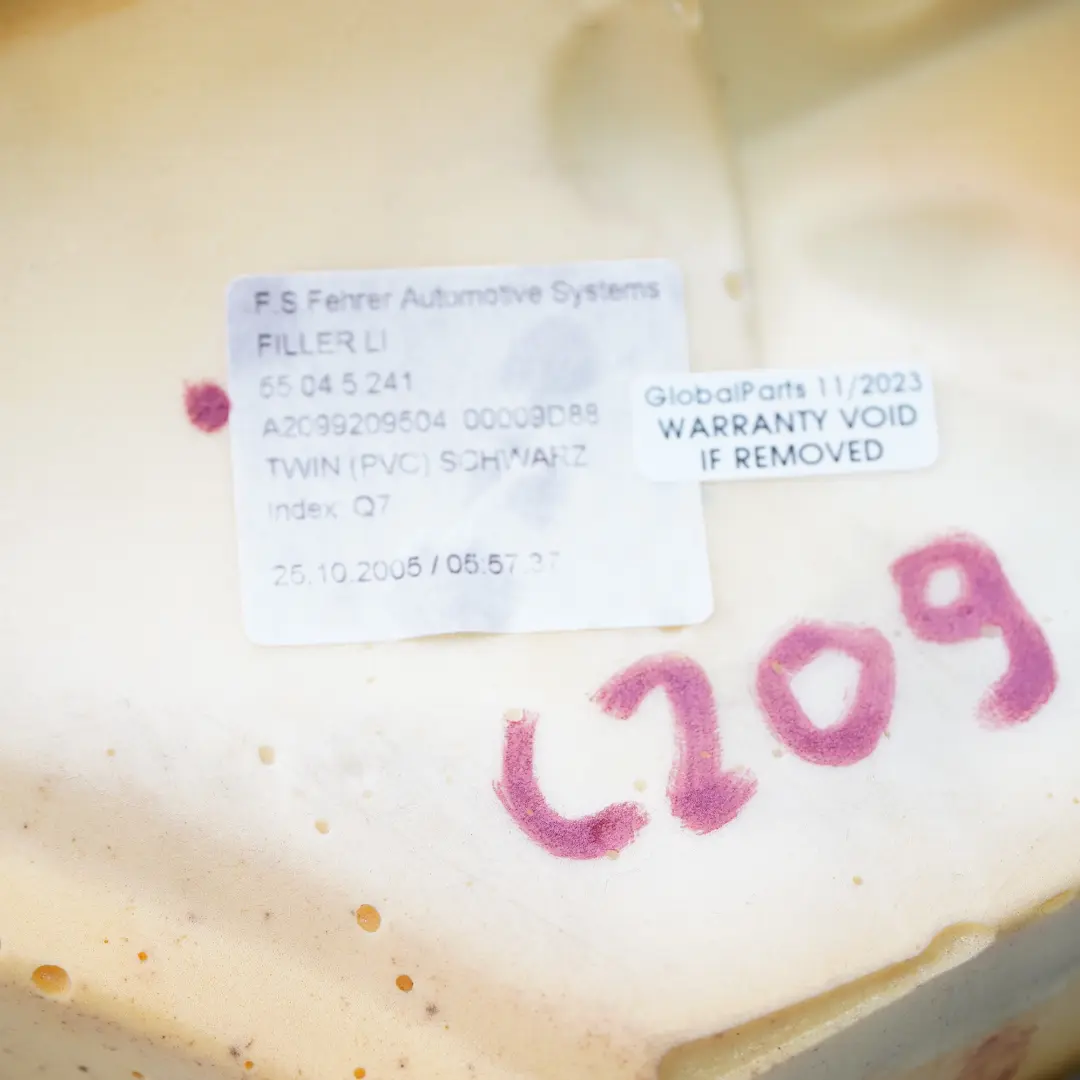 F.S.Fehrer Automotive Systems
FILLER LI
55.04.5.241
A2099209504 00009D88
TWIN (PVC) SCHWARZ
Index: Q7
25.10.2005 / 05:57:37
GlobalParts 11/2023
WARRANTY VOID
IF REMOVED
C209